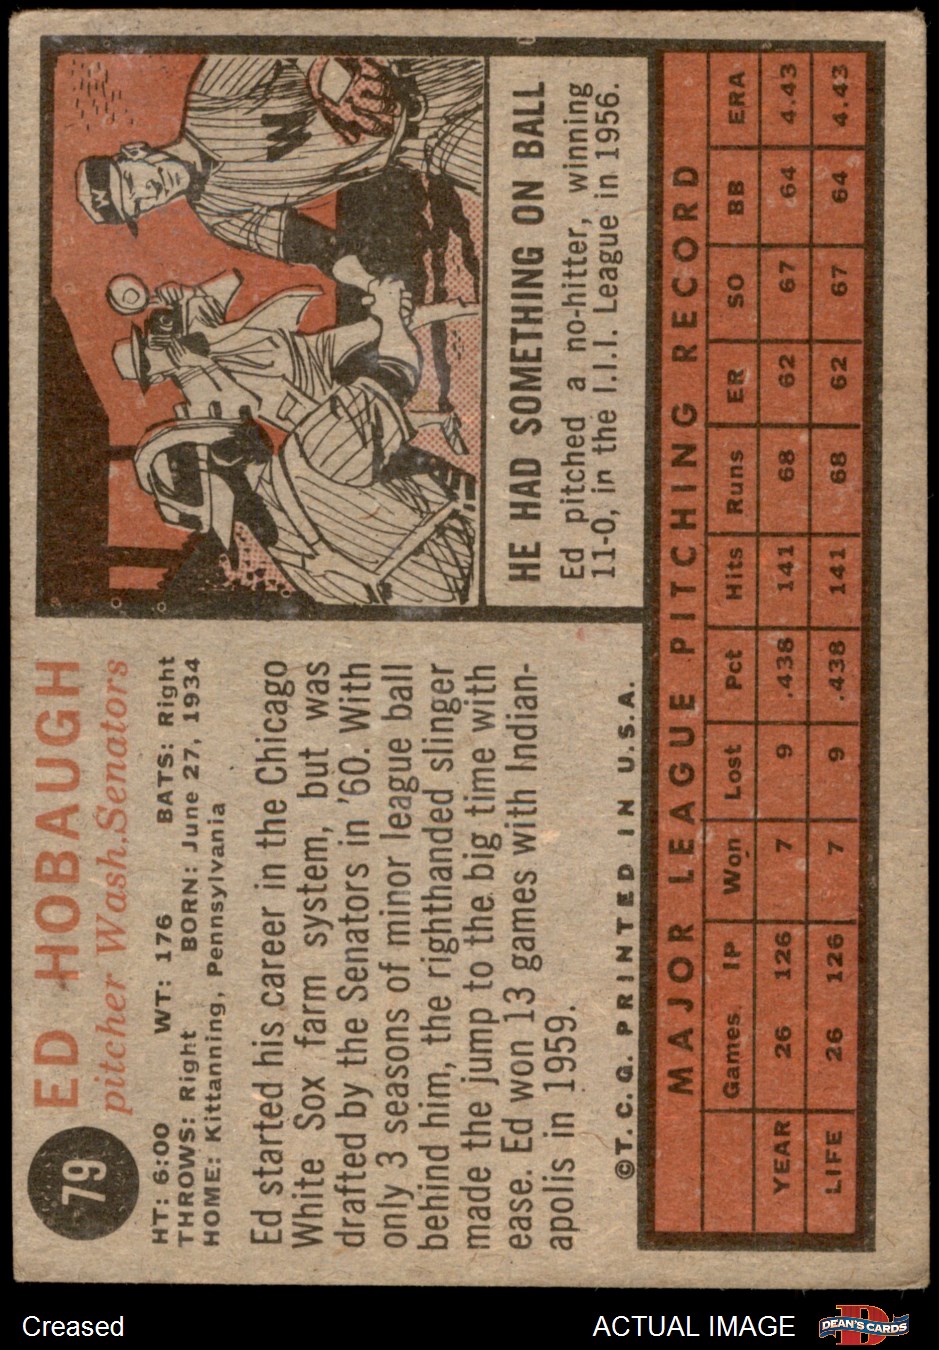 79
ED HOBAUGH
pitcher Wash. Senators
HT: 6:00 WT: 176 BATS: Right
THROWS: Right BORN: June 27, 1934
HOME: Kittanning, Pennsylvania
Ed started his career in the Chicago
White Sox farm system, but was
drafted by the Senators in '60. With
only 3 seasons of minor league ball
behind him, the righthanded slinger
made the jump to the big time with
ease. Ed won 13 games with Indian-
apolis in 1959.
©T. C. G. PRINTED IN U.S.A.
W
W
HE HAD SOMETHING ON BALL
Ed pitched a no-hitter, winning
11-0, in the I.I.I. League in 1956.
MAJOR LEAGUE PITCHING RECORD
Games IP Won Lost Pct Hits Runs ER SO BB ERA
YEAR 26 126 7 9 .438 141 68 62 67 64 4.43
LIFE 26 126 7 9 .438 141 68 62 67 64 4.43
Creased
ACTUAL IMAGE
D
DEAN'S CARDS